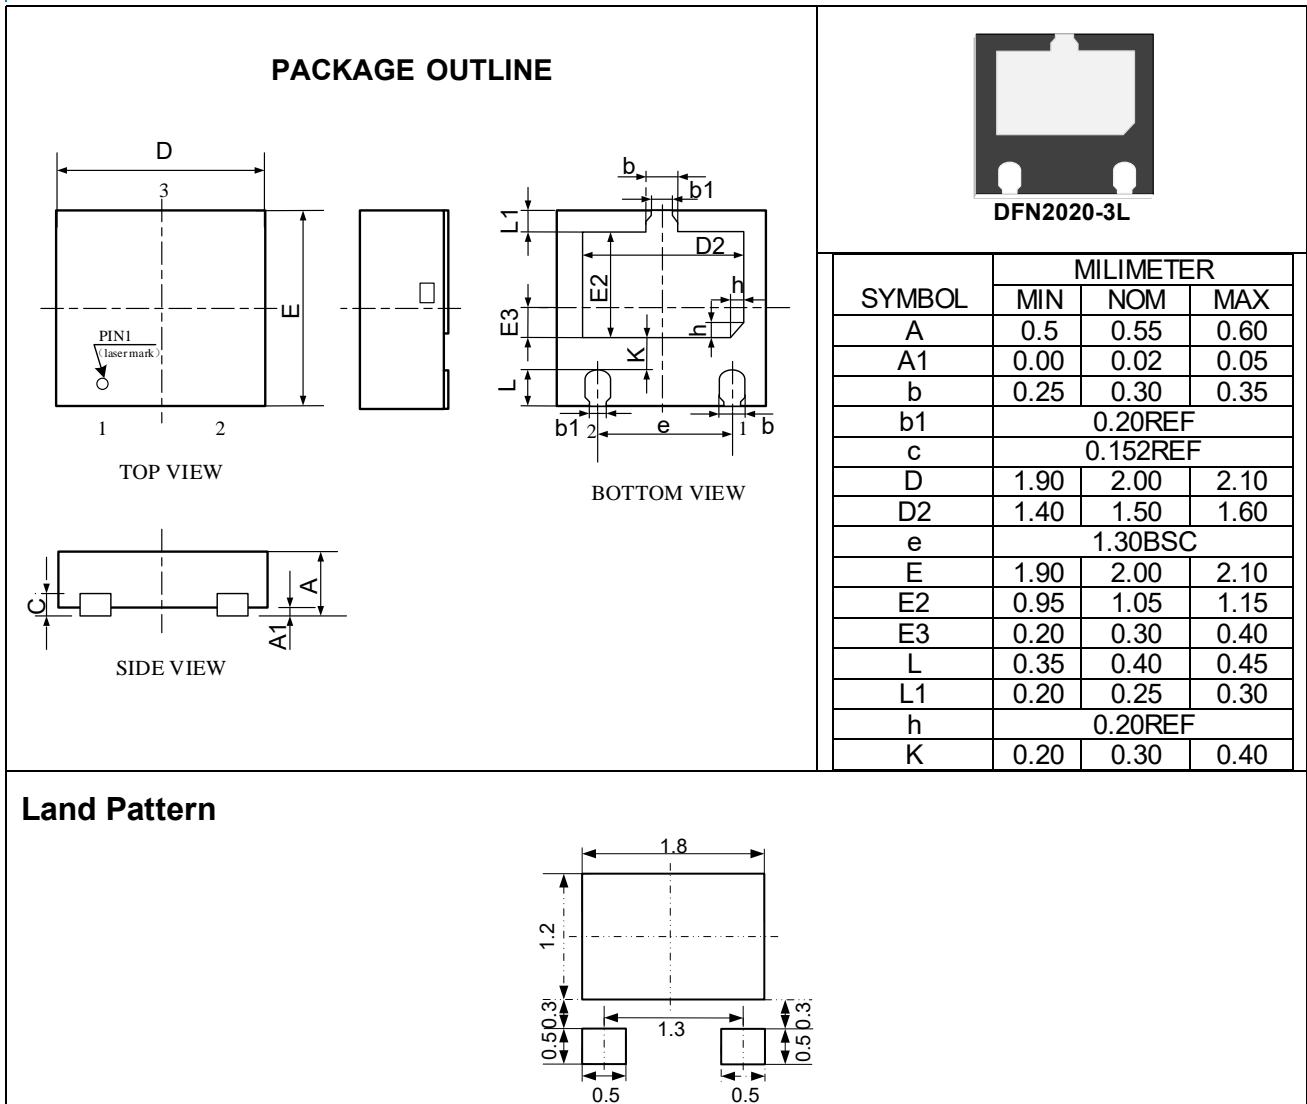 PACKAGE OUTLINE
D
3
E
PIN1
(laser mark)
1 2
TOP VIEW
b
b1
L1
D2
E2
h
E3
h
K
L
b1 2 e 1 b
BOTTOM VIEW
C
A
A1
SIDE VIEW
DFN2020-3L
SYMBOL MILIMETER
MIN NOM MAX
A 0.5 0.55 0.60
A1 0.00 0.02 0.05
b 0.25 0.30 0.35
b1 0.20REF
c 0.152REF
D 1.90 2.00 2.10
D2 1.40 1.50 1.60
e 1.30BSC
E 1.90 2.00 2.10
E2 0.95 1.05 1.15
E3 0.20 0.30 0.40
L 0.35 0.40 0.45
L1 0.20 0.25 0.30
h 0.20REF
K 0.20 0.30 0.40
Land Pattern
1.8
1.2
0.3 1.3 0.3
0.5 0.5
0.5 0.5